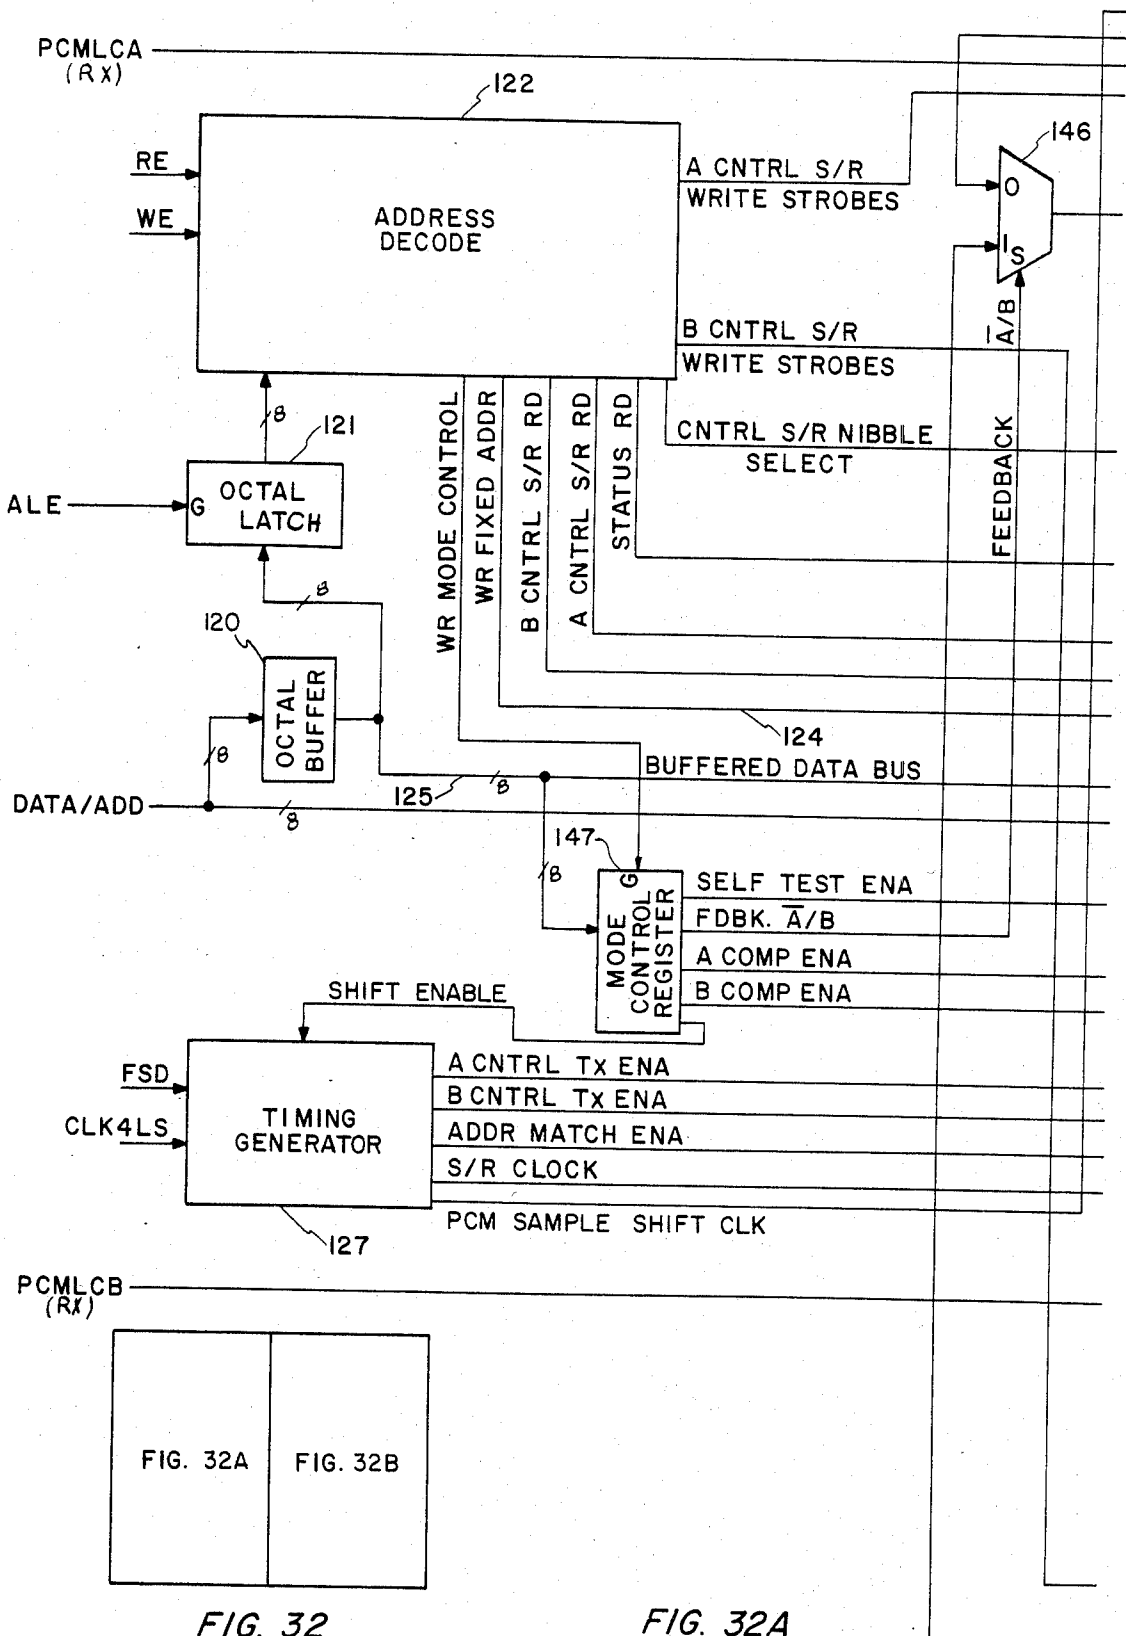 PCMLCA
(RX)
122
146
RE
WE
ADDRESS
DECODE
A CNTRL S/R
WRITE STROBES
0
1
S
B CNTRL S/R
WRITE STROBES
A̅/B
FEEDBACK
8
121
CNTRL S/R NIBBLE
SELECT
ALE
G
OCTAL
LATCH
WR MODE CONTROL
WR FIXED ADDR
B CNTRL S/R RD
A CNTRL S/R RD
STATUS RD
8
120
OCTAL
BUFFER
8
124
BUFFERED DATA BUS
125
8
DATA/ADD
8
147
8
G
MODE
CONTROL
REGISTER
SELF TEST ENA
FDBK. A̅/B
A COMP ENA
B COMP ENA
SHIFT ENABLE
FSD
CLK4LS
TIMING
GENERATOR
A CNTRL Tx ENA
B CNTRL Tx ENA
ADDR MATCH ENA
S/R CLOCK
PCM SAMPLE SHIFT CLK
127
PCMLCB
(RX)
FIG. 32A
FIG. 32B
FIG. 32
FIG. 32A